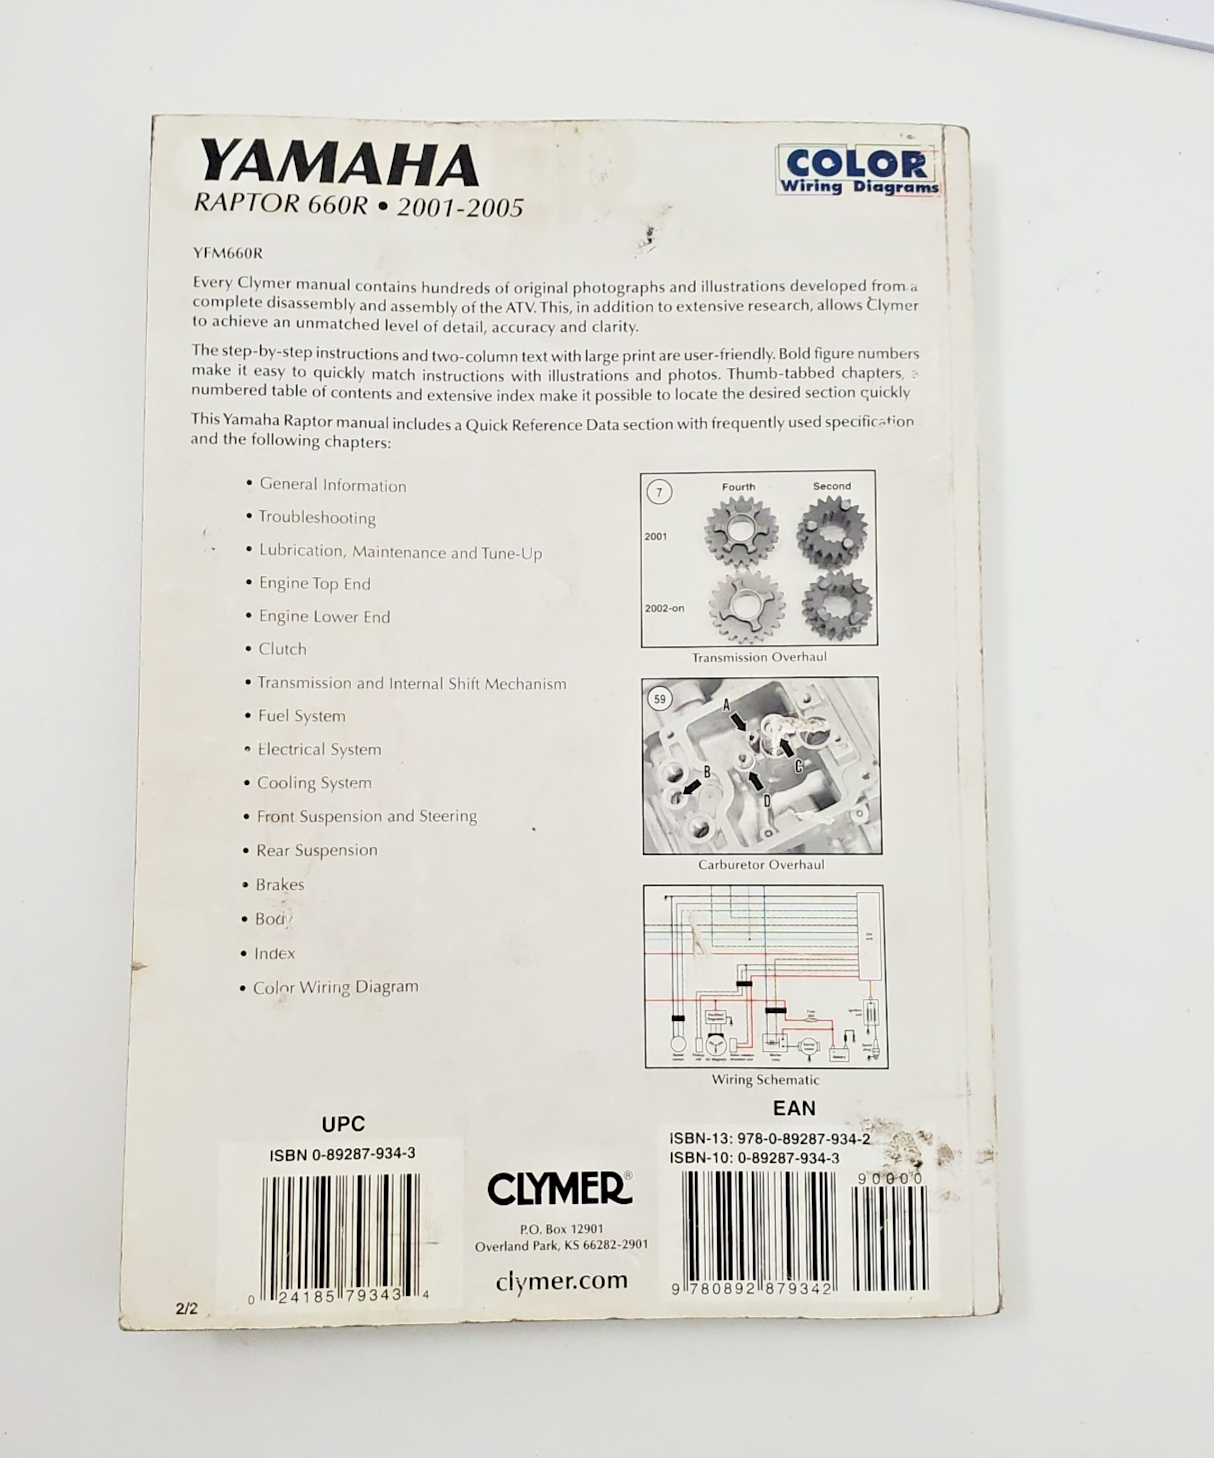 YAMAHA
RAPTOR 660R • 2001-2005
COLOR
Wiring Diagrams
YFM660R
Every Clymer manual contains hundreds of original photographs and illustrations developed from a
complete disassembly and assembly of the ATV. This, in addition to extensive research, allows Clymer
to achieve an unmatched level of detail, accuracy and clarity.
The step-by-step instructions and two-column text with large print are user-friendly. Bold figure numbers
make it easy to quickly match instructions with illustrations and photos. Thumb-tabbed chapters, a
numbered table of contents and extensive index make it possible to locate the desired section quickly
This Yamaha Raptor manual includes a Quick Reference Data section with frequently used specification
and the following chapters:
• General Information
• Troubleshooting
• Lubrication, Maintenance and Tune-Up
• Engine Top End
• Engine Lower End
• Clutch
• Transmission and Internal Shift Mechanism
• Fuel System
• Electrical System
• Cooling System
• Front Suspension and Steering
• Rear Suspension
• Brakes
• Body
• Index
• Color Wiring Diagram
7
Fourth
Second
2001
2002-on
Transmission Overhaul
59
A
B
C
D
Carburetor Overhaul
Wiring Schematic
UPC
ISBN 0-89287-934-3
0 24185 79343 4
2/2
CLYMER®
P.O. Box 12901
Overland Park, KS 66282-2901
clymer.com
EAN
ISBN-13: 978-0-89287-934-2
ISBN-10: 0-89287-934-3
90000
9 780892 879342